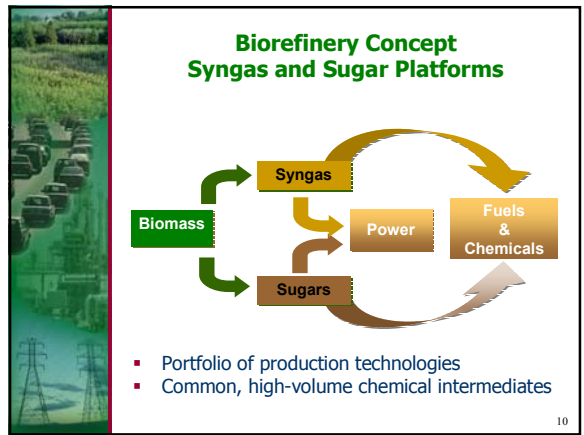 Biorefinery Concept
Syngas and Sugar Platforms
Syngas
Biomass
Power
Fuels
&
Chemicals
Sugars
▪ Portfolio of production technologies
▪ Common, high-volume chemical intermediates
10